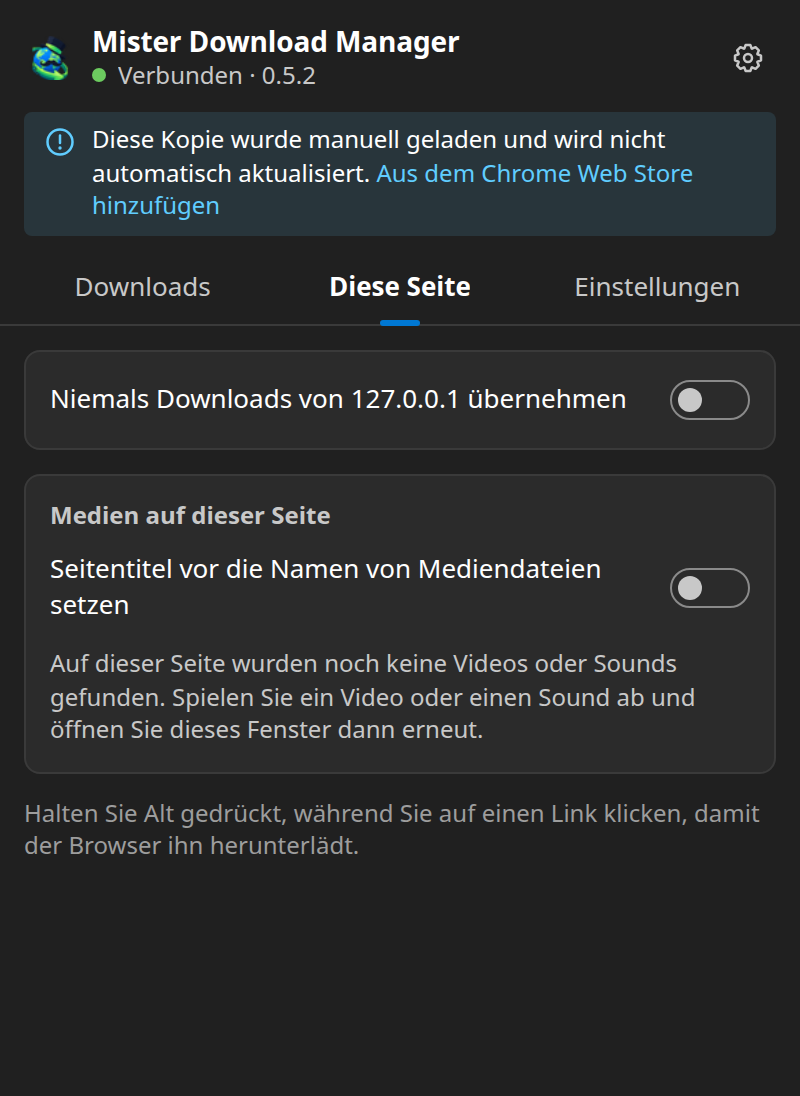 Mister Download Manager
Verbunden · 0.5.2
Diese Kopie wurde manuell geladen und wird nicht
automatisch aktualisiert. Aus dem Chrome Web Store
hinzufügen
Downloads
Diese Seite
Einstellungen
Niemals Downloads von 127.0.0.1 übernehmen
Medien auf dieser Seite
Seitentitel vor die Namen von Mediendateien
setzen
Auf dieser Seite wurden noch keine Videos oder Sounds
gefunden. Spielen Sie ein Video oder einen Sound ab und
öffnen Sie dieses Fenster dann erneut.
Halten Sie Alt gedrückt, während Sie auf einen Link klicken, damit
der Browser ihn herunterlädt.